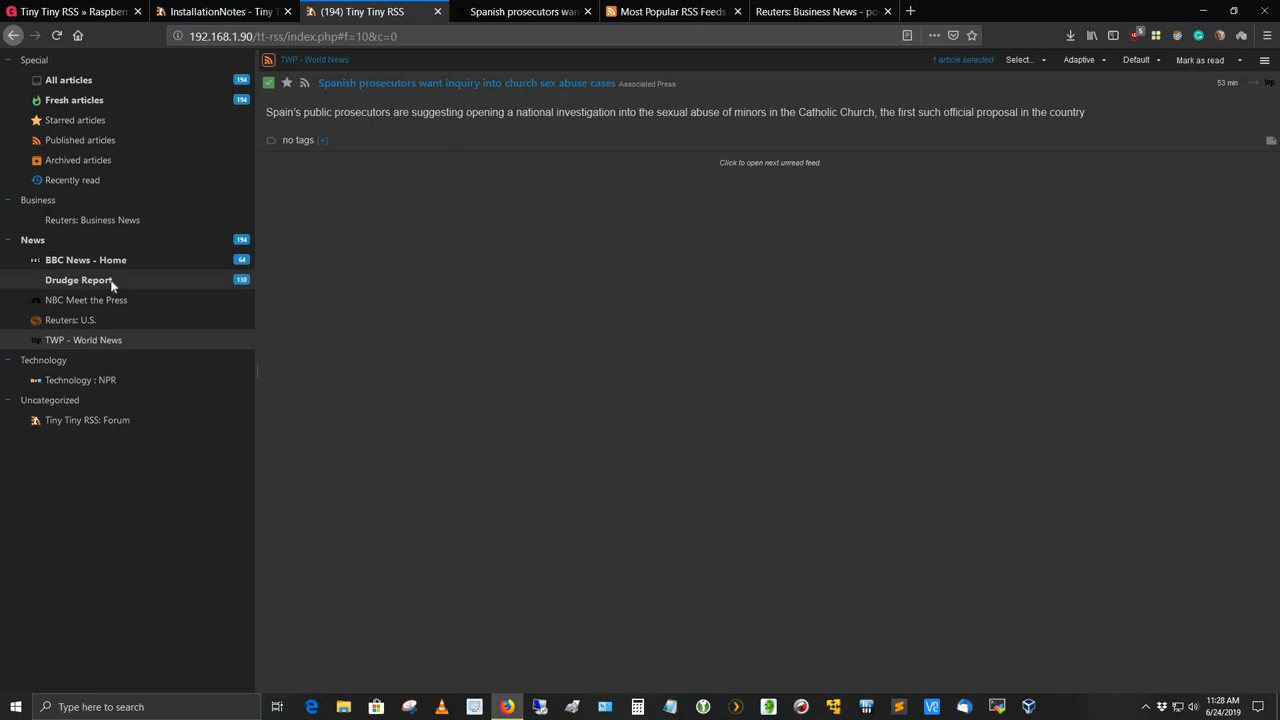 Tiny Tiny RSS » Raspberr
InstallationNotes - Tiny T
(194) Tiny Tiny RSS
Spanish prosecutors wan
Most Popular RSS Feeds
Reuters: Business News - po
192.168.1.90/tt-rss/index.php#f=10&c=0
Special
All articles 194
Fresh articles 194
Starred articles
Published articles
Archived articles
Recently read
Business
Reuters: Business News
News 194
BBC News - Home 64
Drudge Report 130
NBC Meet the Press
Reuters: U.S.
TWP - World News
Technology
Technology : NPR
Uncategorized
Tiny Tiny RSS: Forum
TWP - World News 1 article selected Select... Adaptive Default Mark as read
Spanish prosecutors want inquiry into church sex abuse cases Associated Press 53 min
Spain's public prosecutors are suggesting opening a national investigation into the sexual abuse of minors in the Catholic Church, the first such official proposal in the country
no tags (+)
Click to open next unread feed.
Type here to search
11:28 AM
6/24/2019